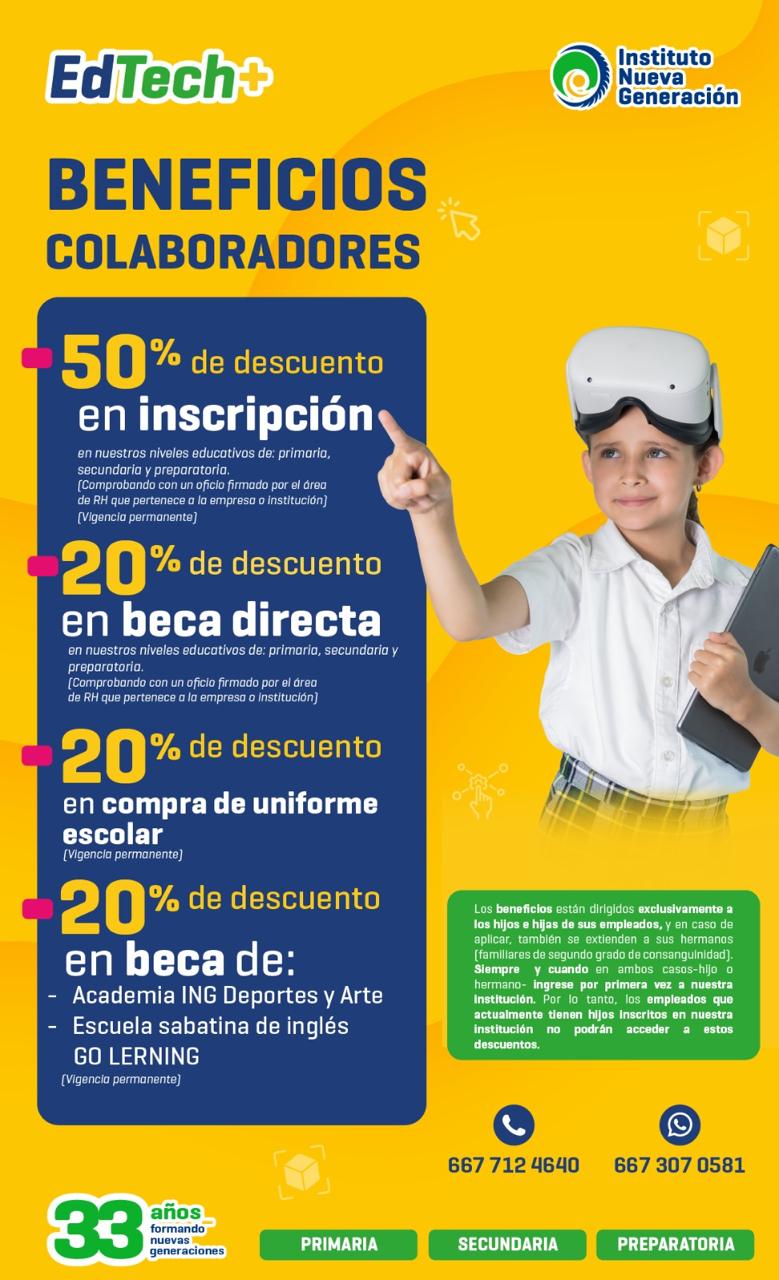 EdTech+
Instituto
Nueva
Generación
BENEFICIOS
COLABORADORES
50% de descuento
en inscripción
en nuestros niveles educativos de: primaria,
secundaria y preparatoria.
(Comprobando con un oficio firmado por el área
de RH que pertenece a la empresa o institución)
(Vigencia permanente)
20% de descuento
en beca directa
en nuestros niveles educativos de: primaria, secundaria y
preparatoria.
(Comprobando con un oficio firmado por el área
de RH que pertenece a la empresa o institución)
20% de descuento
en compra de uniforme
escolar
(Vigencia permanente)
20% de descuento
en beca de:
- Academia ING Deportes y Arte
- Escuela sabatina de inglés
GO LERNING
(Vigencia permanente)
Los beneficios están dirigidos exclusivamente a
los hijos e hijas de sus empleados, y en caso de
aplicar, también se extienden a sus hermanos
(familiares de segundo grado de consanguinidad).
Siempre y cuando en ambos casos-hijo o
hermano- ingrese por primera vez a nuestra
institución. Por lo tanto, los empleados que
actualmente tienen hijos inscritos en nuestra
institución no podrán acceder a estos
descuentos.
667 712 4640
667 307 0581
33 años
formando
nuevas
generaciones
PRIMARIA
SECUNDARIA
PREPARATORIA